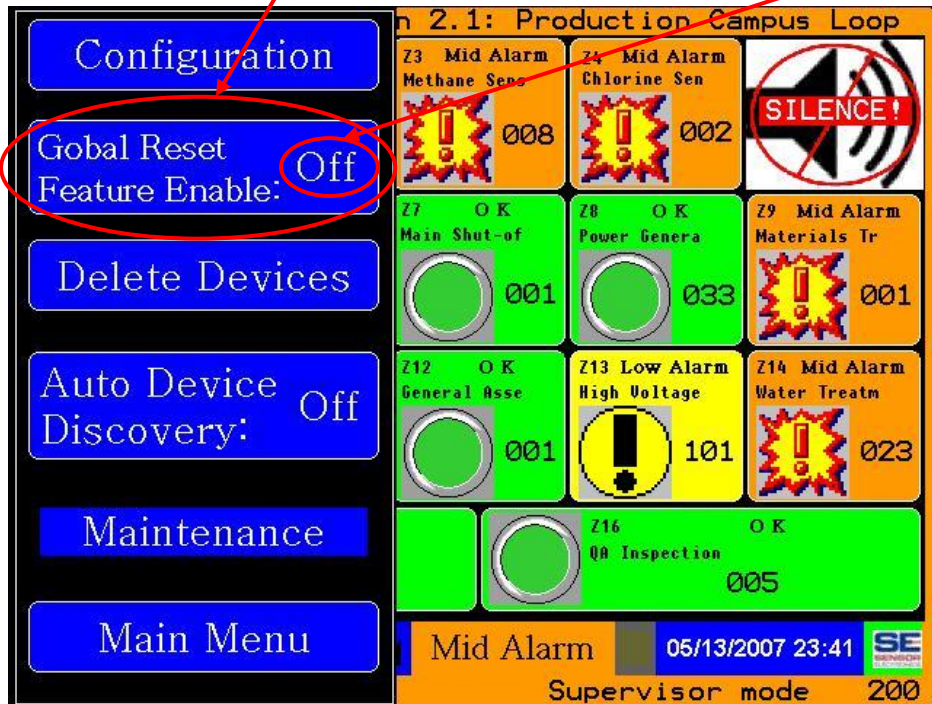 Configuration
Gobal Reset
Feature Enable: Off
Delete Devices
Auto Device
Discovery: Off
Maintenance
Main Menu
n 2.1: Production Campus Loop
Z3 Mid Alarm
Methane Sens
008
Z4 Mid Alarm
Chlorine Sen
002
SILENCE!
Z7 O K
Main Shut-of
001
Z8 O K
Power Genera
033
Z9 Mid Alarm
Materials Tr
001
Z12 O K
General Asse
001
Z13 Low Alarm
High Voltage
101
Z14 Mid Alarm
Water Treatm
023
Z16 O K
QA Inspection
005
Mid Alarm
05/13/2007 23:41
SE
SENSOR
ELECTRONICS
Supervisor mode 200